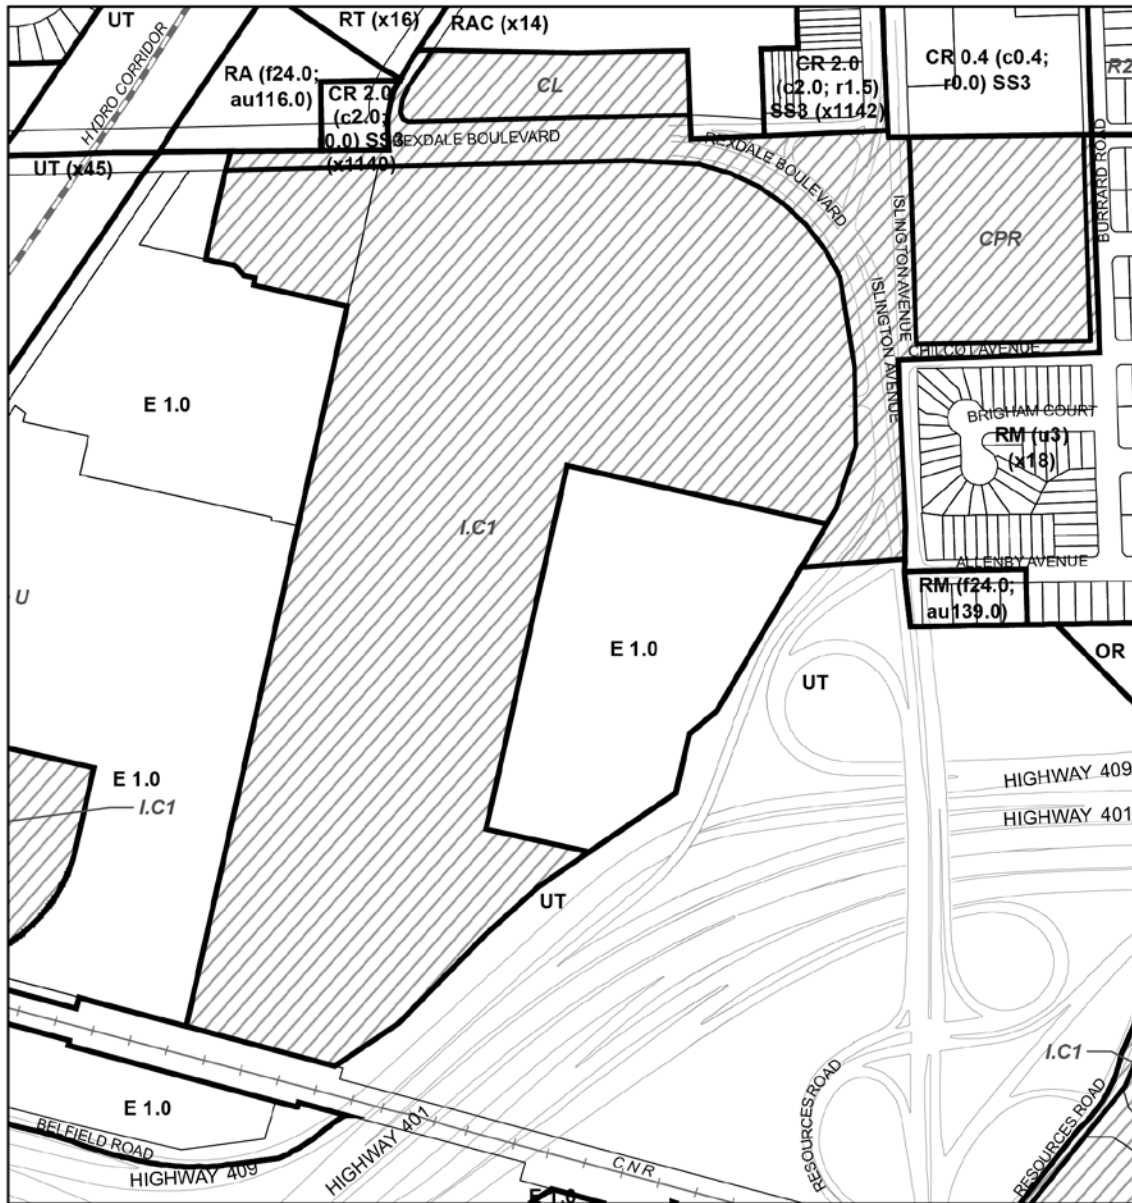 UT
RT (x16)
RAC (x14)
HYDRO CORRIDOR
RA (f24.0;
au116.0)
CR 2.0
(c2.0;
0.0) SS3
(x1140)
CL
CR 2.0
(c2.0; r1.5)
SS3 (x1142)
CR 0.4 (c0.4;
r0.0) SS3
R2
REXDALE BOULEVARD
REXDALE BOULEVARD
UT (x45)
BURRARD ROAD
ISLINGTON AVENUE
CPR
ISLINGTON AVENUE
CHILCOT AVENUE
E 1.0
BRIGHAM COURT
RM (u3)
(x18)
I.C1
ALLENBY AVENUE
U
RM (f24.0;
au139.0)
E 1.0
OR
UT
E 1.0
HIGHWAY 409
I.C1
HIGHWAY 401
UT
I.C1
E 1.0
RESOURCES ROAD
RESOURCES ROAD
BELFIELD ROAD
HIGHWAY 401
HIGHWAY 409
CNR
E 1.0